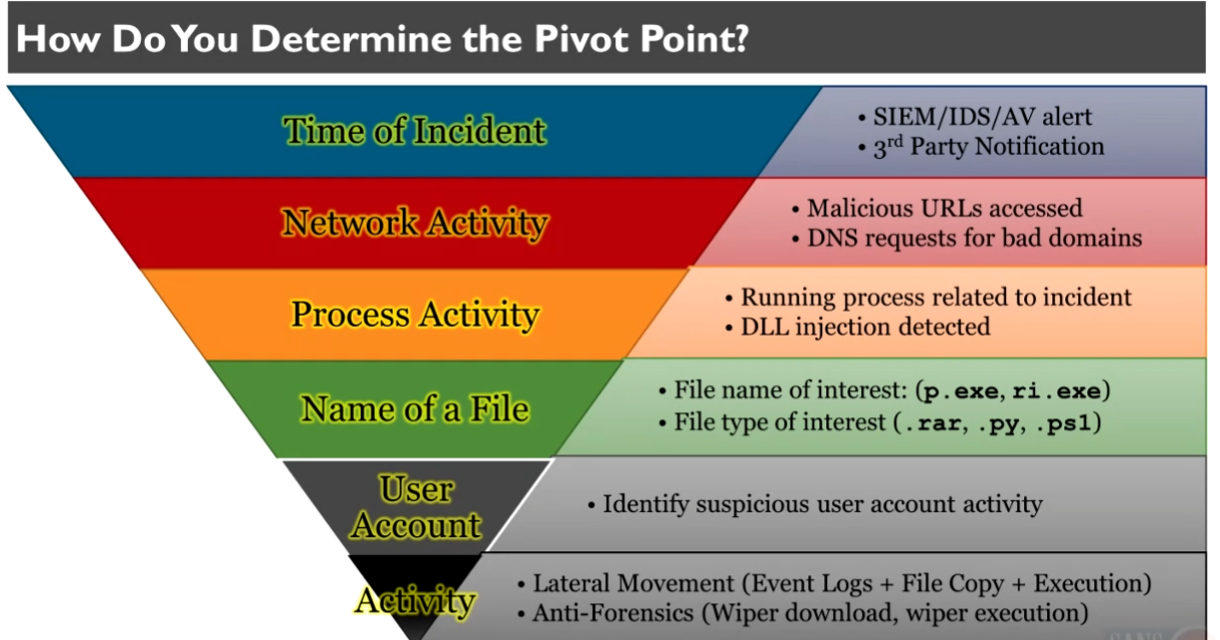 How Do You Determine the Pivot Point?
Time of Incident
• SIEM/IDS/AV alert
• 3rd Party Notification
Network Activity
• Malicious URLs accessed
• DNS requests for bad domains
Process Activity
• Running process related to incident
• DLL injection detected
Name of a File
• File name of interest: (p.exe, ri.exe)
• File type of interest (.rar, .py, .ps1)
User
Account
• Identify suspicious user account activity
Activity
• Lateral Movement (Event Logs + File Copy + Execution)
• Anti-Forensics (Wiper download, wiper execution)